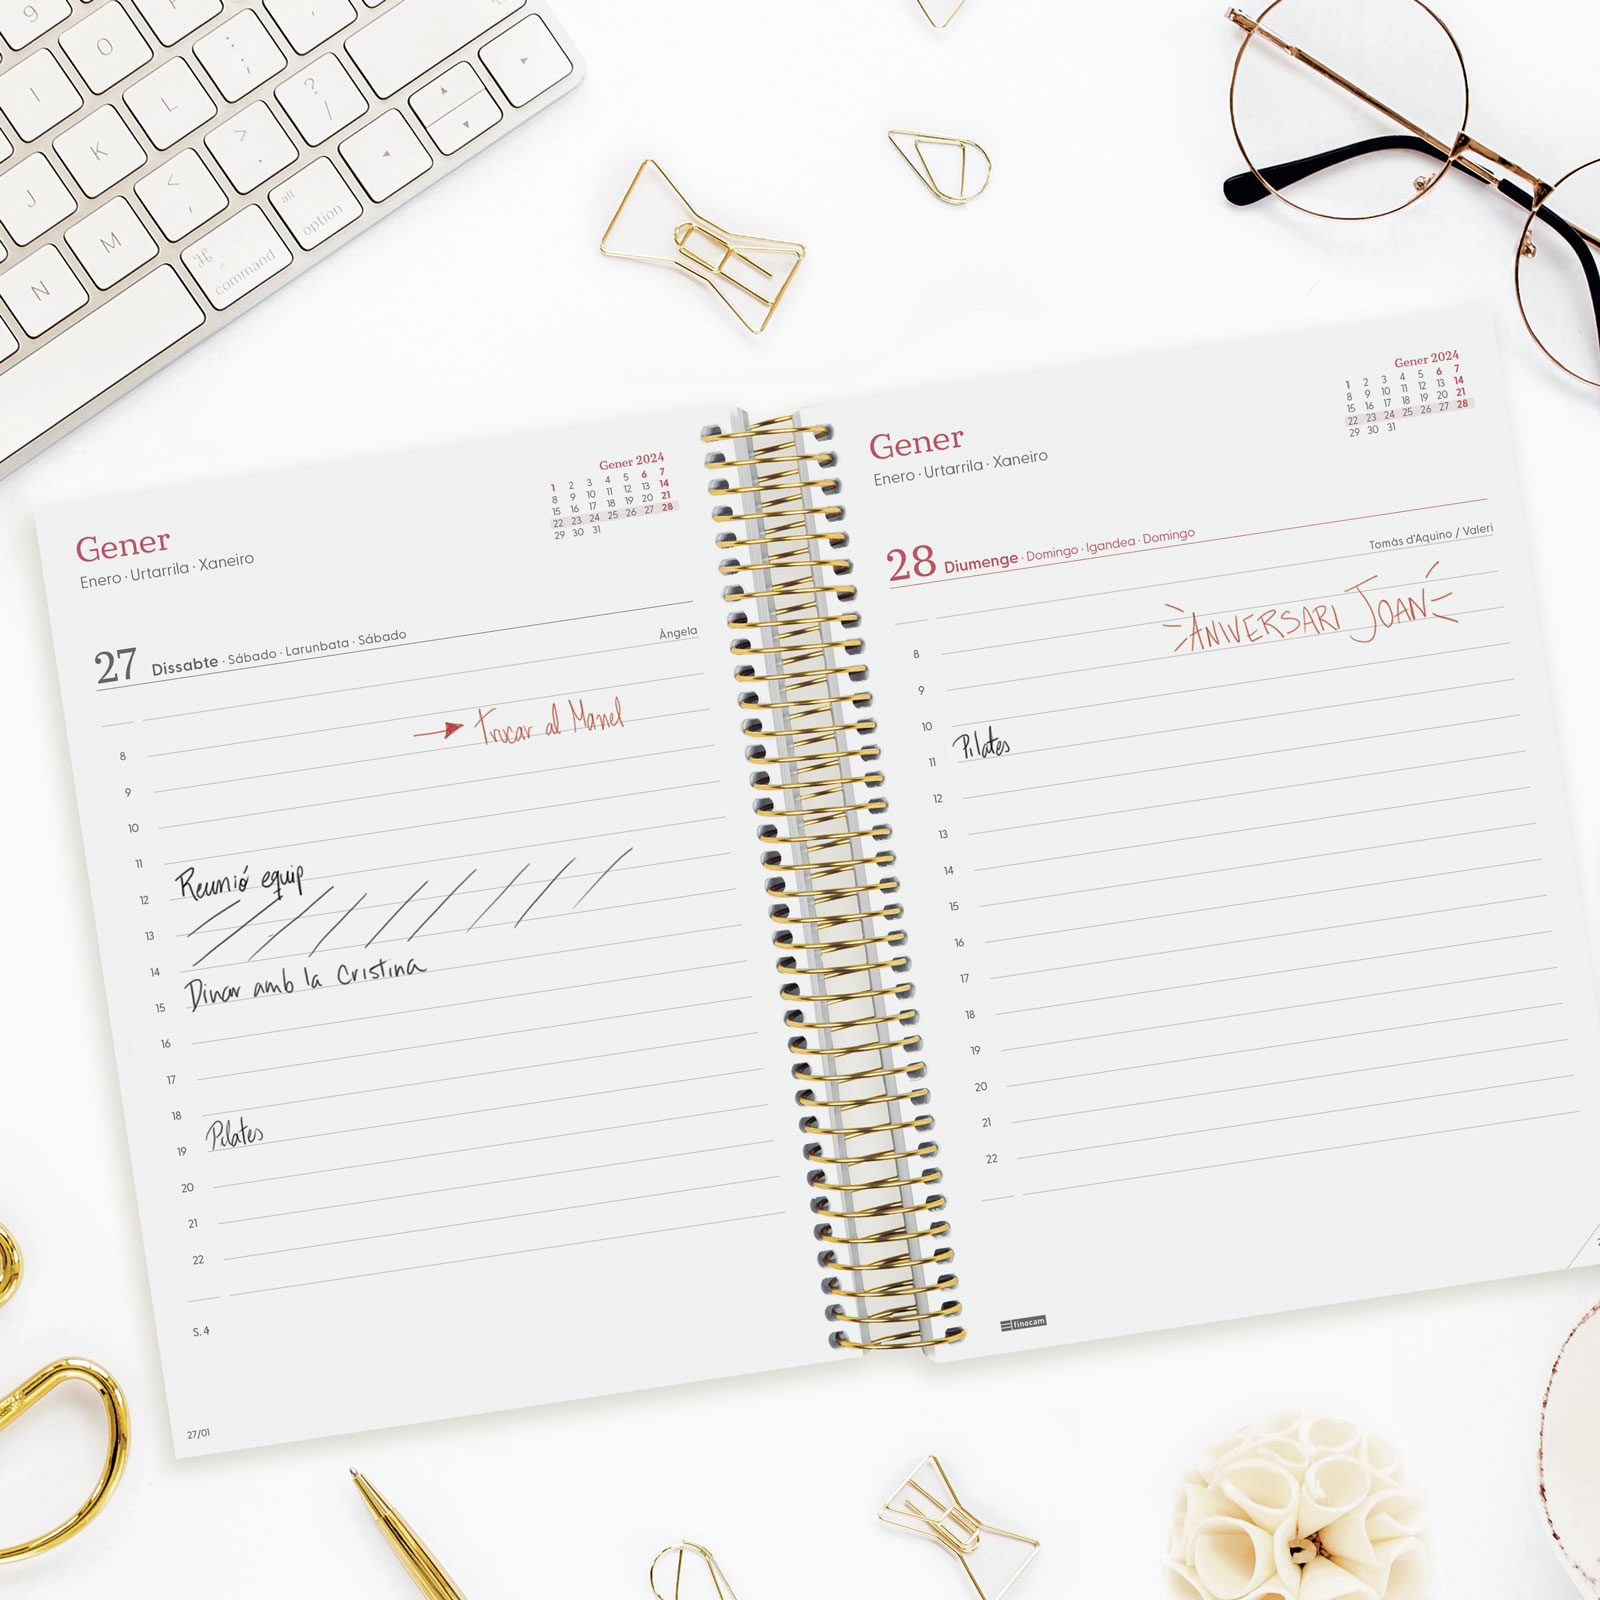 9
O
: ;
I
L
? /
K
> .
J
< ,
alt option
M
⌘ command
N
Gener
Enero · Urtarrila · Xaneiro
Gener 2024
1 2 3 4 5 6 7
8 9 10 11 12 13 14
15 16 17 18 19 20 21
22 23 24 25 26 27 28
29 30 31
27 Dissabte · Sábado · Larunbata · Sábado
Àngela
8
→ trucar al Manel
9
10
11
12 Reunió equip
13
14
15 Dinar amb la Cristina
16
17
18
19 Pilates
20
21
22
S. 4
27/01
Gener
Enero · Urtarrila · Xaneiro
Gener 2024
1 2 3 4 5 6 7
8 9 10 11 12 13 14
15 16 17 18 19 20 21
22 23 24 25 26 27 28
29 30 31
28 Diumenge · Domingo · Igandea · Domingo
Tomàs d'Aquino / Valeri
ANIVERSARI JOAN
8
9
10
11 Pilates
12
13
14
15
16
17
18
19
20
21
22
finocam